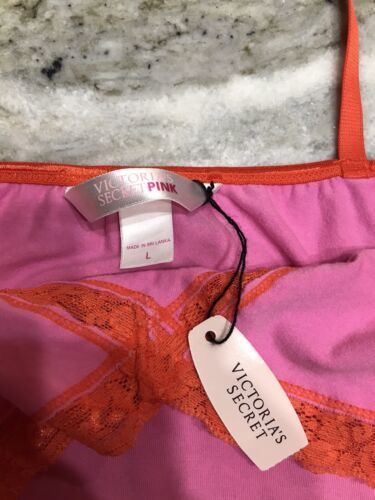 VICTORIA'S
SECRET PINK
MADE IN SRI LANKA
L
VICTORIA'S
SECRET